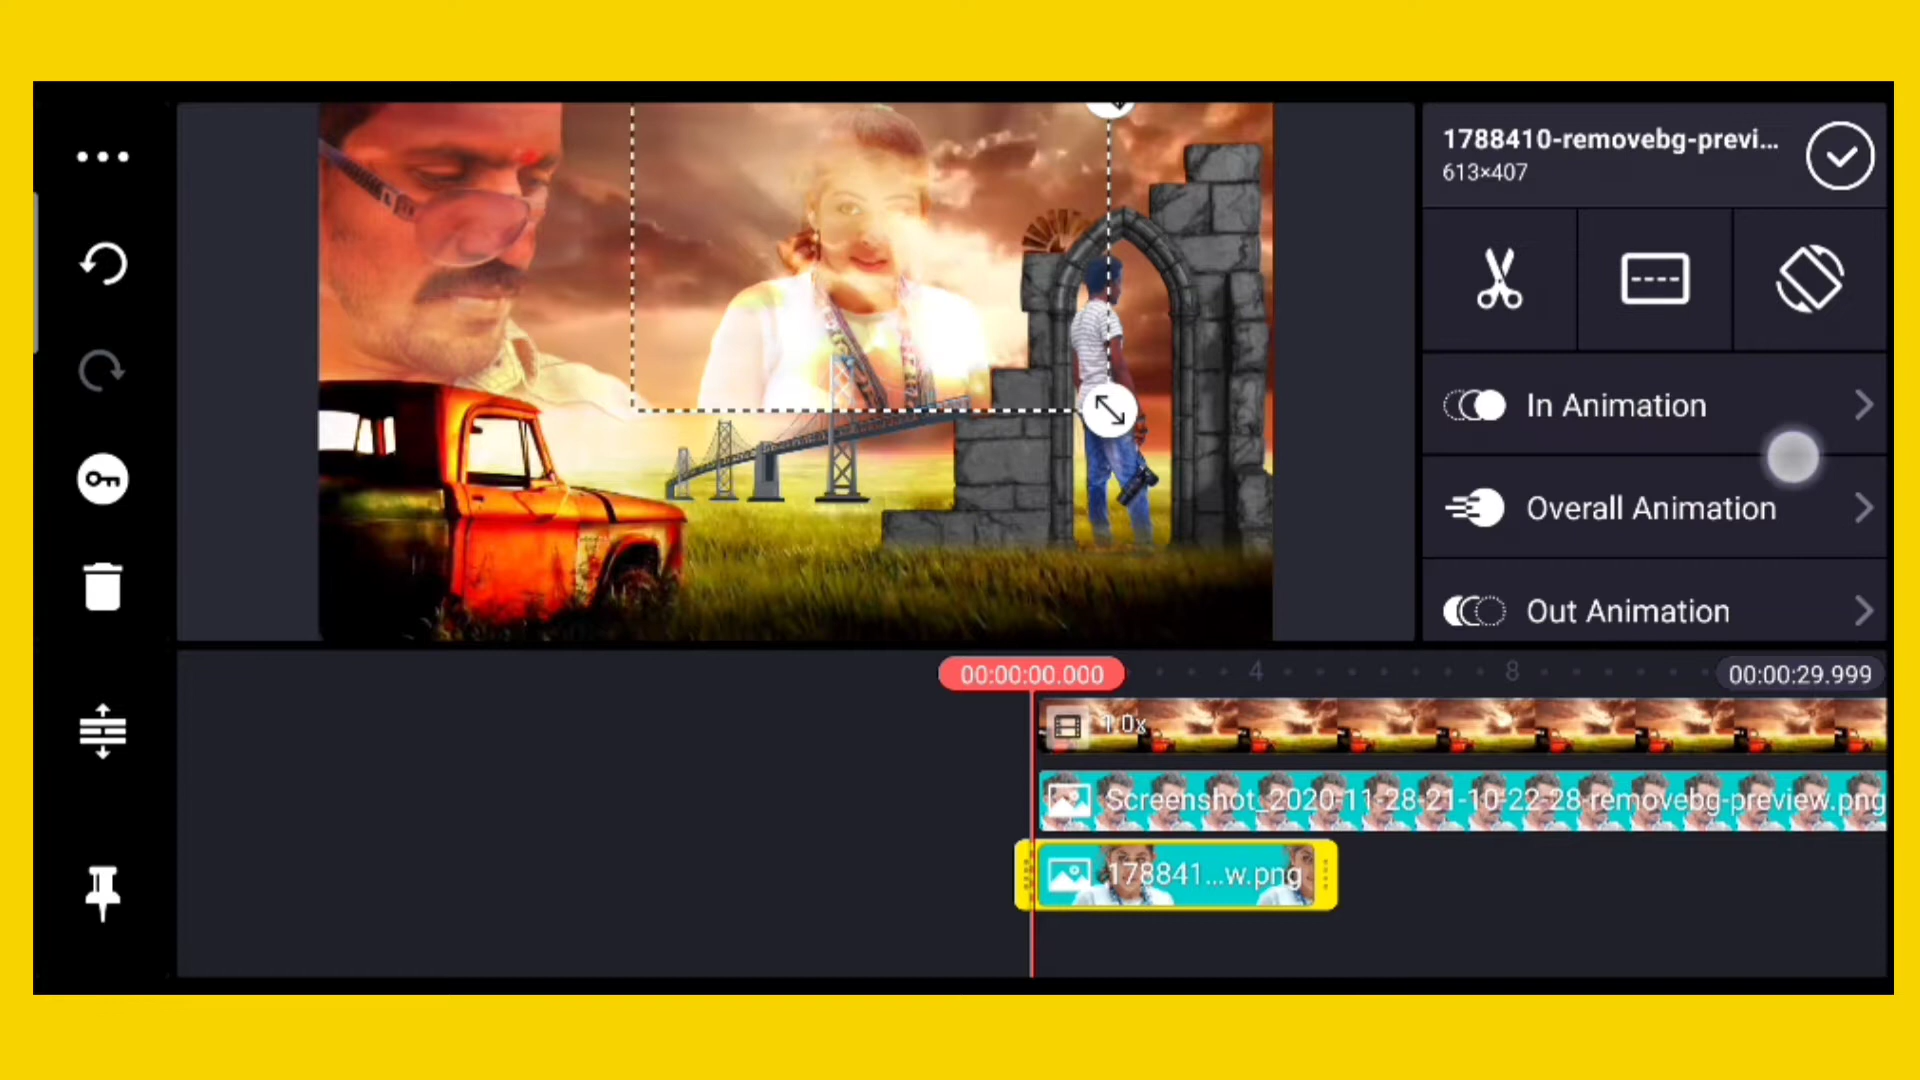 1788410-removebg-previ...
613×407
In Animation
Overall Animation
Out Animation
00:00:00.000
4
8
00:00:29.999
1.0x
Screenshot_2020-11-28-21-10-22-28-removebg-preview.png
178841...w.png